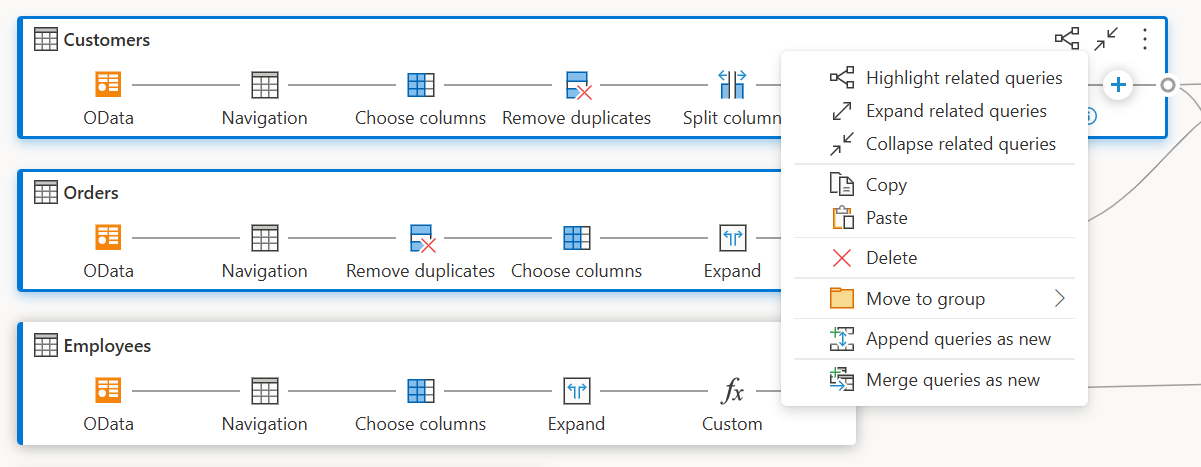 Customers
OData
Navigation
Choose columns
Remove duplicates
Split column
Orders
OData
Navigation
Remove duplicates
Choose columns
Expand
Employees
OData
Navigation
Choose columns
Expand
fx
Custom
Highlight related queries
Expand related queries
Collapse related queries
Copy
Paste
Delete
Move to group
Append queries as new
Merge queries as new